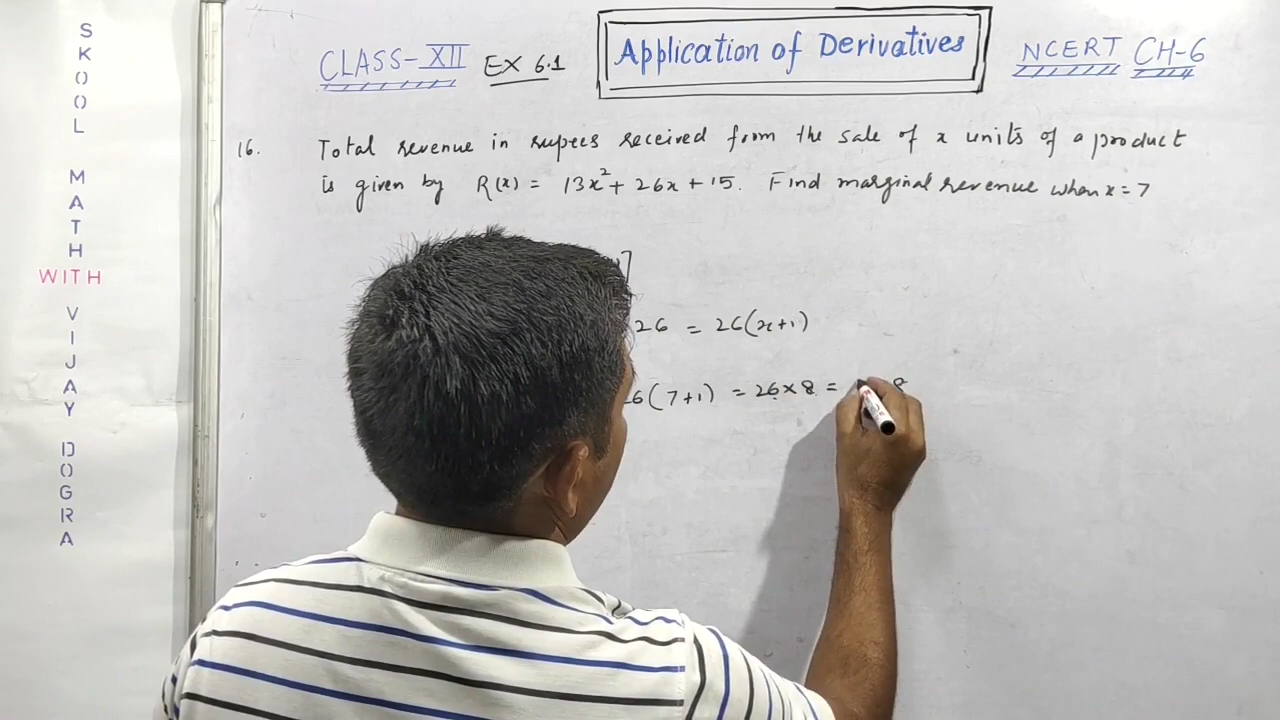 SKOOL MATH WITH VIJAY DOGRA
CLASS-XII EX 6.1
Application of Derivatives
NCERT CH-6
16. Total revenue in rupees received from the sale of x units of a product
is given by R(x) = 13x² + 26x + 15. Find marginal revenue when x = 7
26 = 26(x+1)
6(7+1) = 26×8 = 8